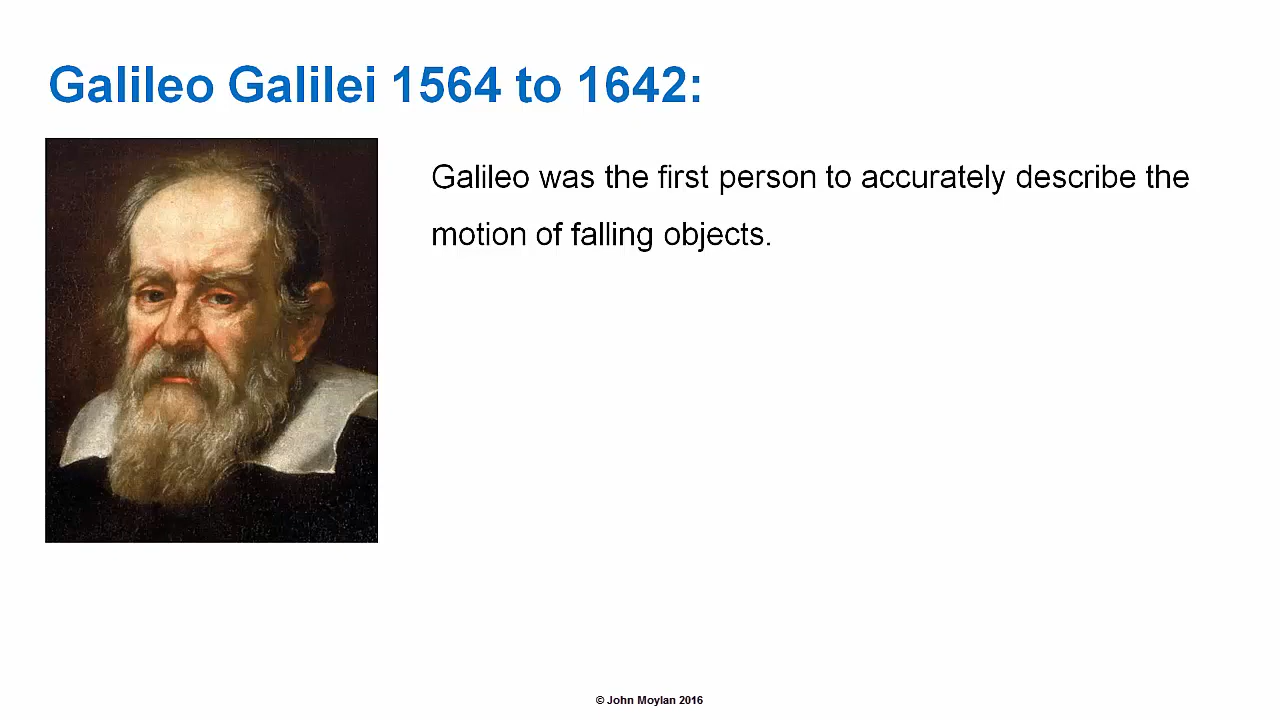 Galileo Galilei 1564 to 1642:
Galileo was the first person to accurately describe the
motion of falling objects.
© John Moylan 2016